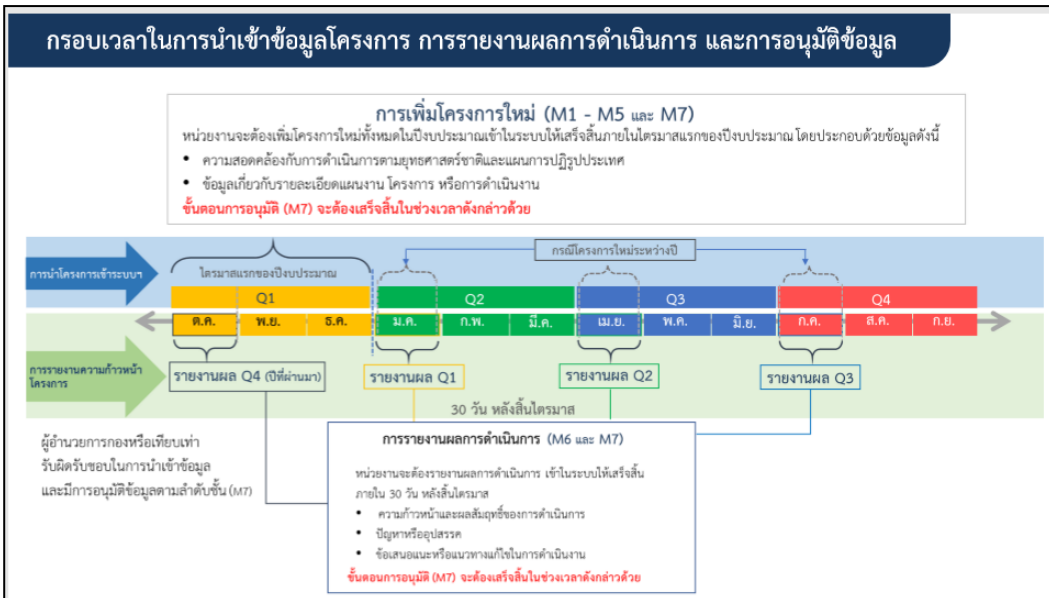 กรอบเวลาในการนำเข้าข้อมูลโครงการ การรายงานผลการดำเนินการ และการอนุมัติข้อมูล
การเพิ่มโครงการใหม่ (M1 - M5 และ M7)
หน่วยงานจะต้องเพิ่มโครงการใหม่ทั้งหมดในปีงบประมาณเข้าในระบบให้เสร็จสิ้นภายในไตรมาสแรกของปีงบประมาณ โดยประกอบด้วยข้อมูลดังนี้
• ความสอดคล้องกับการดำเนินการตามยุทธศาสตร์ชาติและแผนการปฏิรูปประเทศ
• ข้อมูลเกี่ยวกับรายละเอียดแผนงาน โครงการ หรือการดำเนินงาน
ขั้นตอนการอนุมัติ (M7) จะต้องเสร็จสิ้นในช่วงเวลาดังกล่าวด้วย
กรณีโครงการใหม่ระหว่างปี
การนำโครงการเข้าระบบฯ
ไตรมาสแรกของปีงบประมาณ
Q1 Q2 Q3 Q4
ต.ค. พ.ย. ธ.ค. ม.ค. ก.พ. มี.ค. เม.ย. พ.ค. มิ.ย. ก.ค. ส.ค. ก.ย.
การรายงานความก้าวหน้า
โครงการ
รายงานผล Q4 (ปีที่ผ่านมา) รายงานผล Q1 รายงานผล Q2 รายงานผล Q3
30 วัน หลังสิ้นไตรมาส
ผู้อำนวยการกองหรือเทียบเท่า
รับผิดรับชอบในการนำเข้าข้อมูล
และมีการอนุมัติข้อมูลตามลำดับชั้น (M7)
การรายงานผลการดำเนินการ (M6 และ M7)
หน่วยงานจะต้องรายงานผลการดำเนินการ เข้าในระบบให้เสร็จสิ้น
ภายใน 30 วัน หลังสิ้นไตรมาส
• ความก้าวหน้าและผลสัมฤทธิ์ของการดำเนินการ
• ปัญหาหรืออุปสรรค
• ข้อเสนอแนะหรือแนวทางแก้ไขในการดำเนินงาน
ขั้นตอนการอนุมัติ (M7) จะต้องเสร็จสิ้นในช่วงเวลาดังกล่าวด้วย